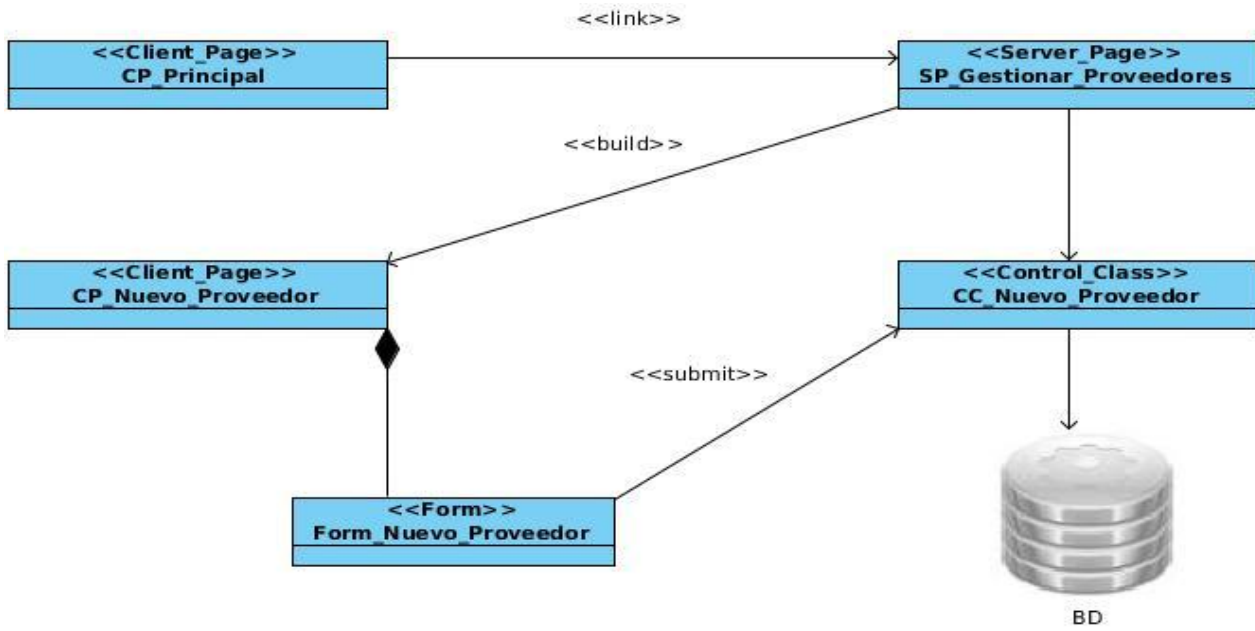 <<link>>
<<Client_Page>>
CP_Principal
<<Server_Page>>
SP_Gestionar_Proveedores
<<build>>
<<Client_Page>>
CP_Nuevo_Proveedor
<<Control_Class>>
CC_Nuevo_Proveedor
<<submit>>
<<Form>>
Form_Nuevo_Proveedor
BD